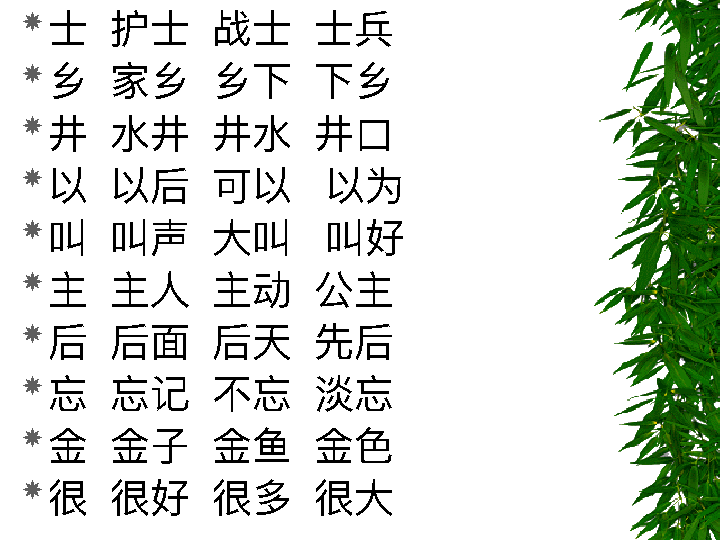 士 护士 战士 士兵
乡 家乡 乡下 下乡
井 水井 井水 井口
以 以后 可以 以为
叫 叫声 大叫 叫好
主 主人 主动 公主
后 后面 后天 先后
忘 忘记 不忘 淡忘
金 金子 金鱼 金色
很 很好 很多 很大